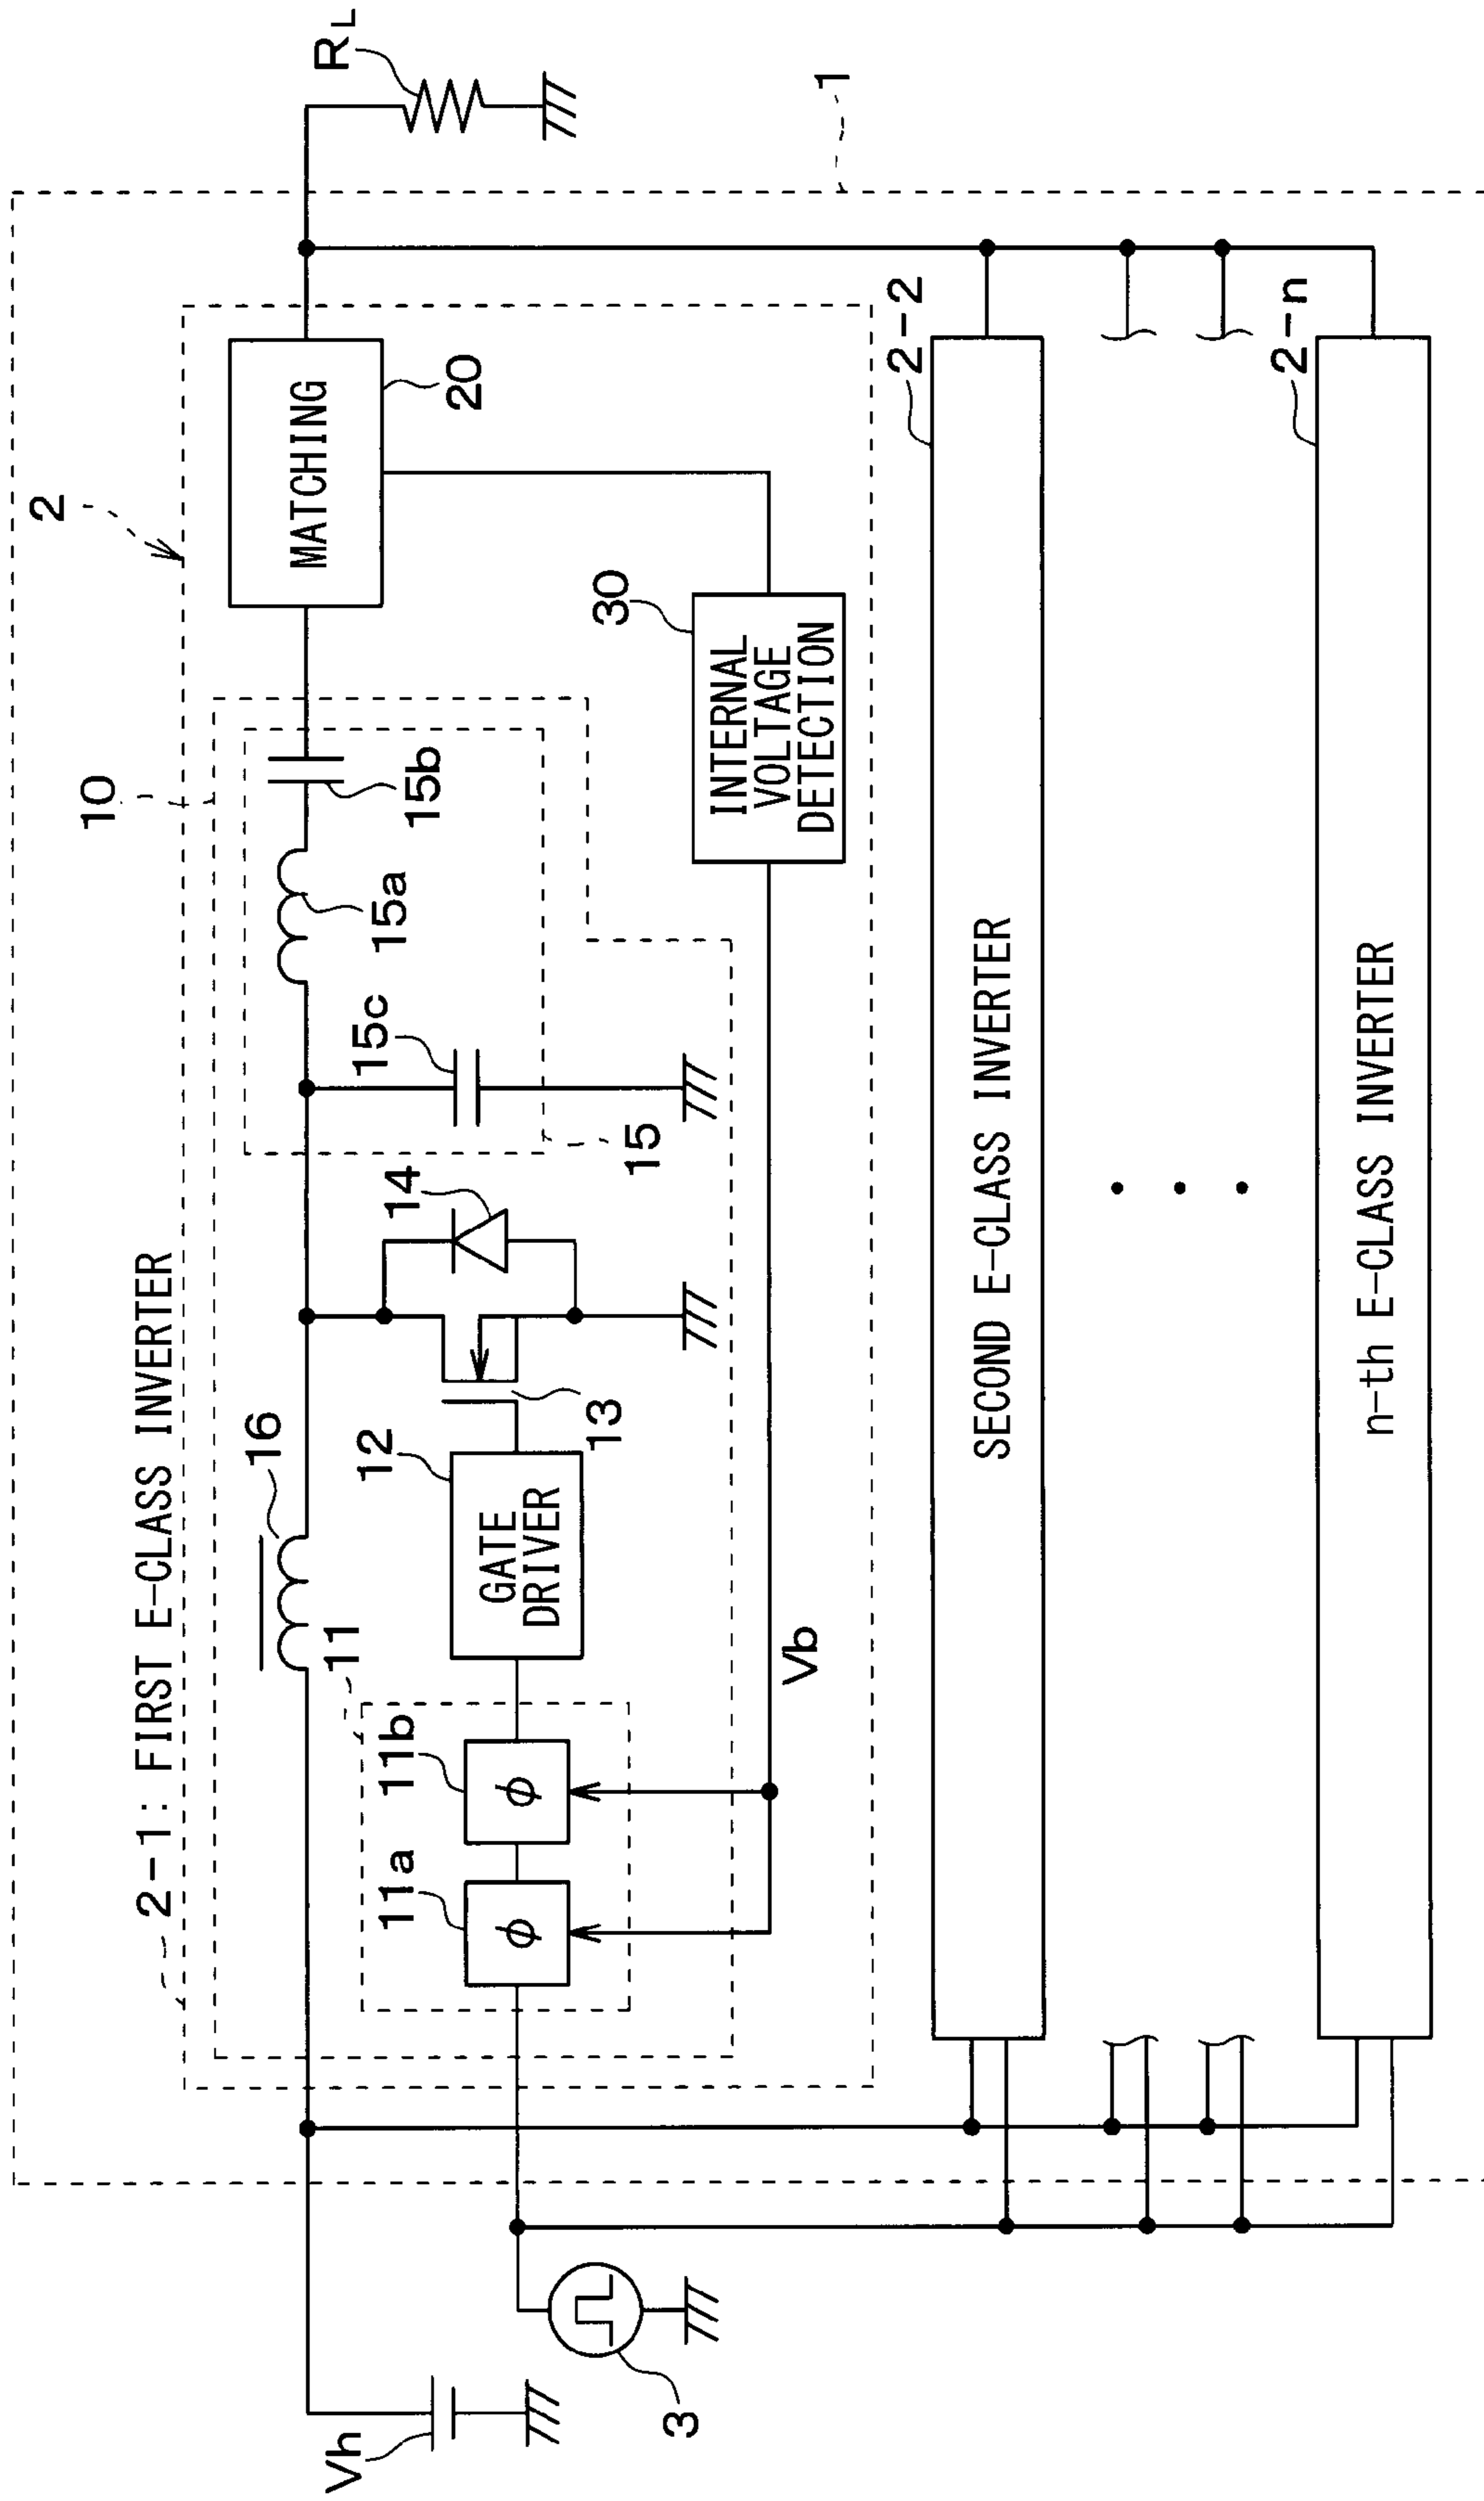 1
2
10
2-1: FIRST E-CLASS INVERTER
16
15a
15b
MATCHING
20
RL
11
11a
11b
φ
φ
12
GATE
DRIVER
13
14
15c
15
30
INTERNAL
VOLTAGE
DETECTION
Vb
Vh
3
2-2
SECOND E-CLASS INVERTER
2-n
n-th E-CLASS INVERTER